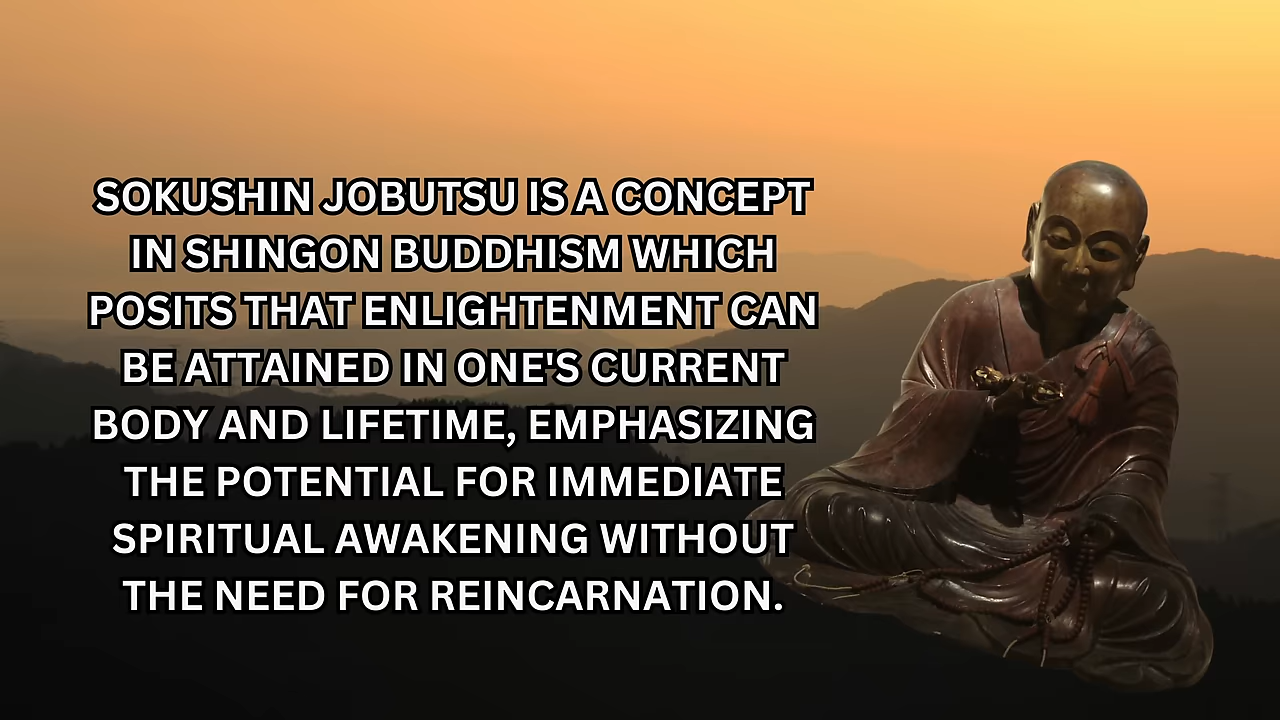 SOKUSHIN JOBUTSU IS A CONCEPT
IN SHINGON BUDDHISM WHICH
POSITS THAT ENLIGHTENMENT CAN
BE ATTAINED IN ONE'S CURRENT
BODY AND LIFETIME, EMPHASIZING
THE POTENTIAL FOR IMMEDIATE
SPIRITUAL AWAKENING WITHOUT
THE NEED FOR REINCARNATION.